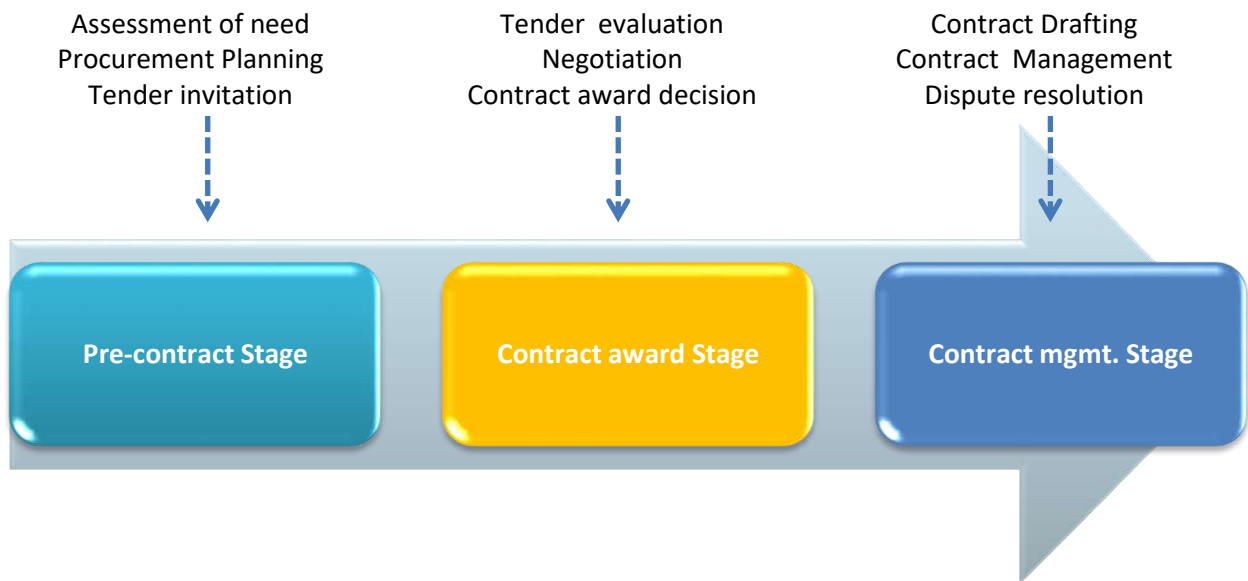 Assessment of need
Procurement Planning
Tender invitation
Tender evaluation
Negotiation
Contract award decision
Contract Drafting
Contract Management
Dispute resolution
Pre-contract Stage
Contract award Stage
Contract mgmt. Stage